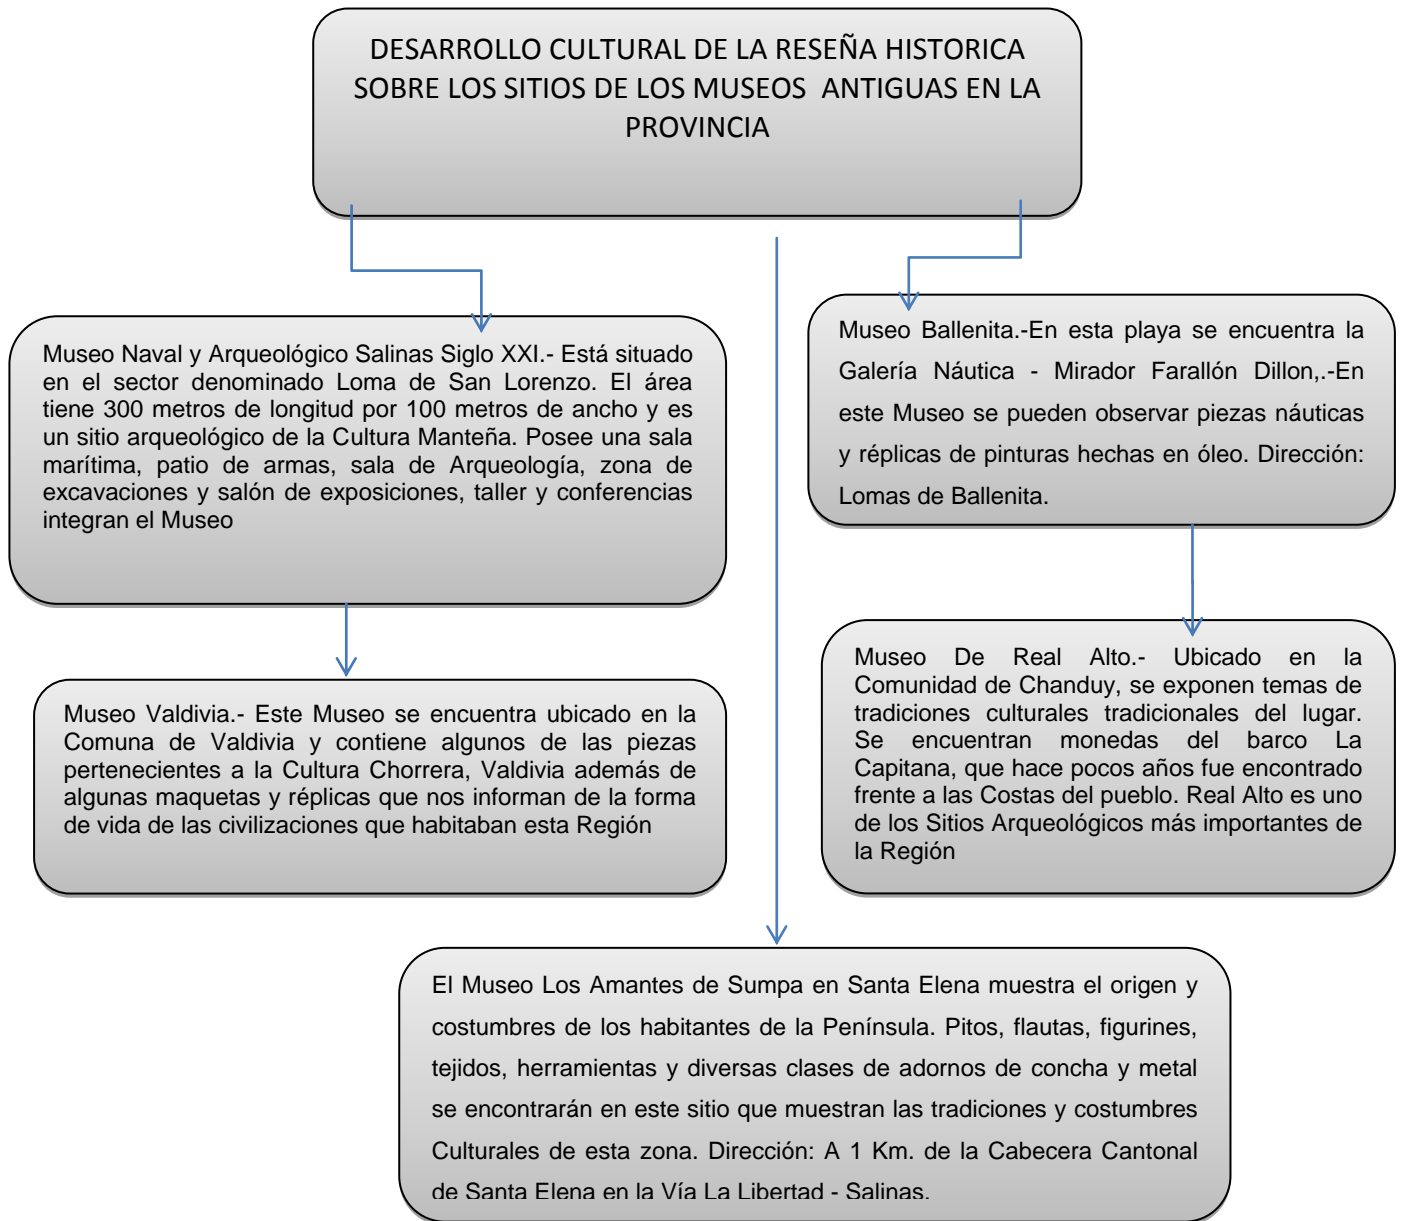 DESARROLLO CULTURAL DE LA RESEÑA HISTORICA
SOBRE LOS SITIOS DE LOS MUSEOS ANTIGUAS EN LA
PROVINCIA
Museo Naval y Arqueológico Salinas Siglo XXI.- Está situado
en el sector denominado Loma de San Lorenzo. El área
tiene 300 metros de longitud por 100 metros de ancho y es
un sitio arqueológico de la Cultura Manteña. Posee una sala
marítima, patio de armas, sala de Arqueología, zona de
excavaciones y salón de exposiciones, taller y conferencias
integran el Museo
Museo Ballenita.-En esta playa se encuentra la
Galería Náutica - Mirador Farallón Dillon,.-En
este Museo se pueden observar piezas náuticas
y réplicas de pinturas hechas en óleo. Dirección:
Lomas de Ballenita.
Museo Valdivia.- Este Museo se encuentra ubicado en la
Comuna de Valdivia y contiene algunos de las piezas
pertenecientes a la Cultura Chorrera, Valdivia además de
algunas maquetas y réplicas que nos informan de la forma
de vida de las civilizaciones que habitaban esta Región
Museo De Real Alto.- Ubicado en la
Comunidad de Chanduy, se exponen temas de
tradiciones culturales tradicionales del lugar.
Se encuentran monedas del barco La
Capitana, que hace pocos años fue encontrado
frente a las Costas del pueblo. Real Alto es uno
de los Sitios Arqueológicos más importantes de
la Región
El Museo Los Amantes de Sumpa en Santa Elena muestra el origen y
costumbres de los habitantes de la Península. Pitos, flautas, figurines,
tejidos, herramientas y diversas clases de adornos de concha y metal
se encontrarán en este sitio que muestran las tradiciones y costumbres
Culturales de esta zona. Dirección: A 1 Km. de la Cabecera Cantonal
de Santa Elena en la Vía La Libertad - Salinas.